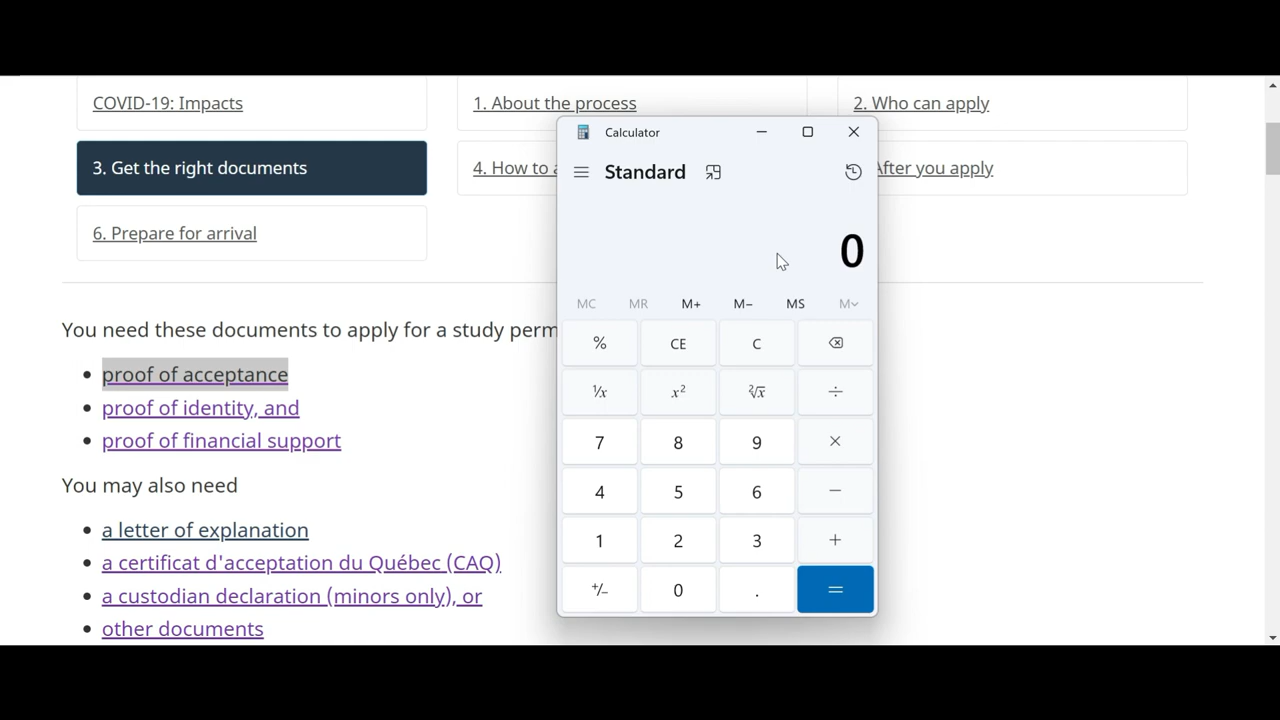 COVID-19: Impacts
1. About the process
2. Who can apply
3. Get the right documents
4. How to a
After you apply
6. Prepare for arrival
You need these documents to apply for a study perm
• proof of acceptance
• proof of identity, and
• proof of financial support
You may also need
• a letter of explanation
• a certificat d'acceptation du Québec (CAQ)
• a custodian declaration (minors only), or
• other documents
Calculator
Standard
0
MC MR M+ M− MS M˅
% CE C
¹/x x² ²√x ÷
7 8 9 ×
4 5 6 −
1 2 3 +
+/− 0 . =